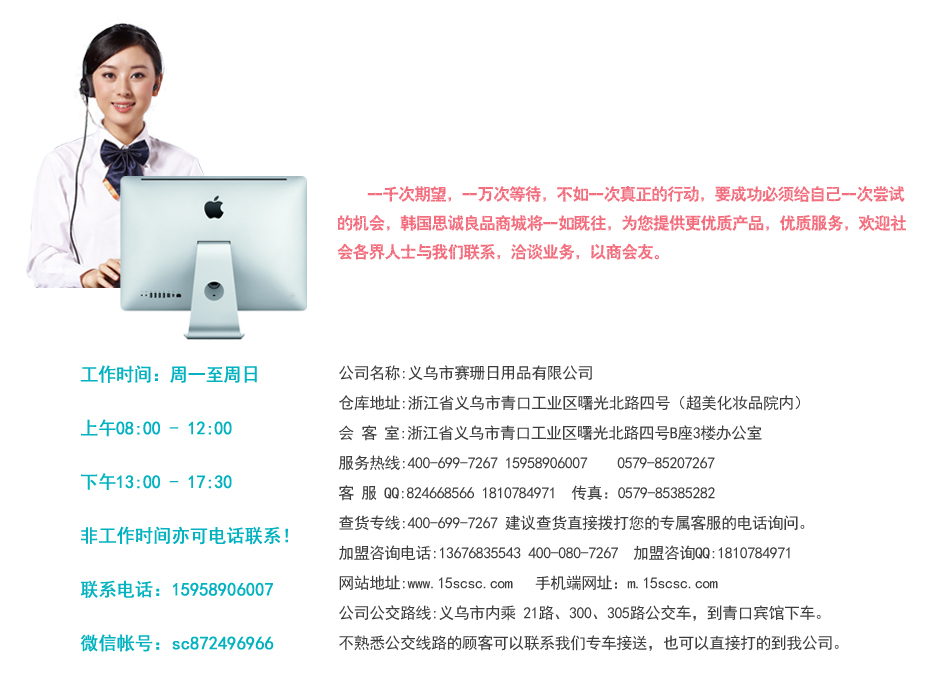 一千次期望，一万次等待，不如一次真正的行动，要成功必须给自己一次尝试
的机会，韩国思诚良品商城将一如既往，为您提供更优质产品，优质服务，欢迎社
会各界人士与我们联系，洽谈业务，以商会友。
工作时间：周一至周日
上午08:00 - 12:00
下午13:00 - 17:30
非工作时间亦可电话联系！
联系电话：15958906007
微信帐号：sc872496966
公司名称:义乌市赛珊日用品有限公司
仓库地址:浙江省义乌市青口工业区曙光北路四号（超美化妆品院内）
会 客 室:浙江省义乌市青口工业区曙光北路四号B座3楼办公室
服务热线:400-699-7267 15958906007 0579-85207267
客 服 QQ:824668566 1810784971 传真：0579-85385282
查货专线:400-699-7267 建议查货直接拨打您的专属客服的电话询问。
加盟咨询电话:13676835543 400-080-7267 加盟咨询QQ:1810784971
网站地址:www.15scsc.com 手机端网址：m.15scsc.com
公司公交路线:义乌市内乘 21路、300、305路公交车，到青口宾馆下车。
不熟悉公交线路的顾客可以联系我们专车接送，也可以直接打的到我公司。